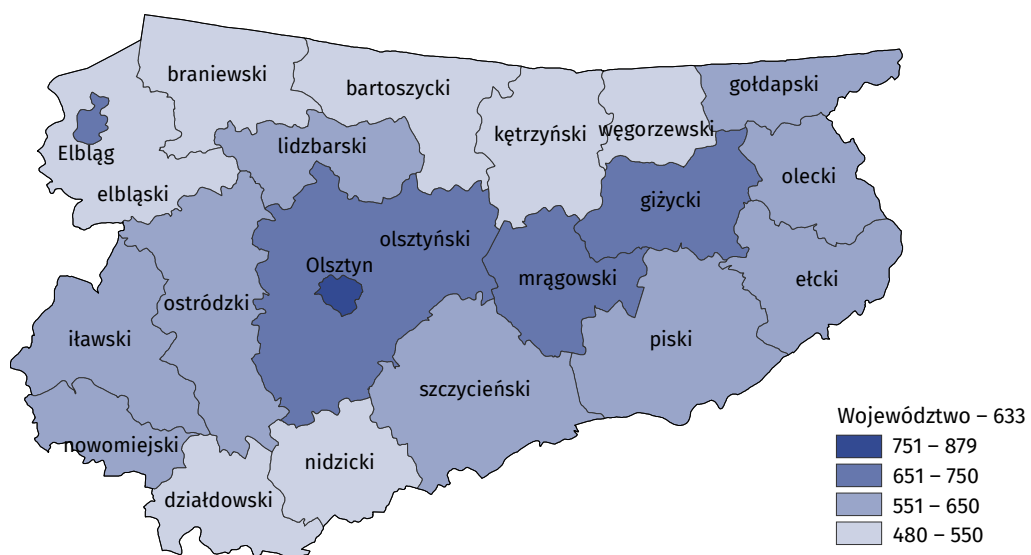 gołdapski
braniewski
bartoszycki
kętrzyński
węgorzewski
Elbląg
lidzbarski
olecki
elbląski
giżycki
olsztyński
Olsztyn
mrągowski
ełcki
ostródzki
iławski
piski
szczycieński
nowomiejski
nidzicki
działdowski
Województwo – 633
751 – 879
651 – 750
551 – 650
480 – 550